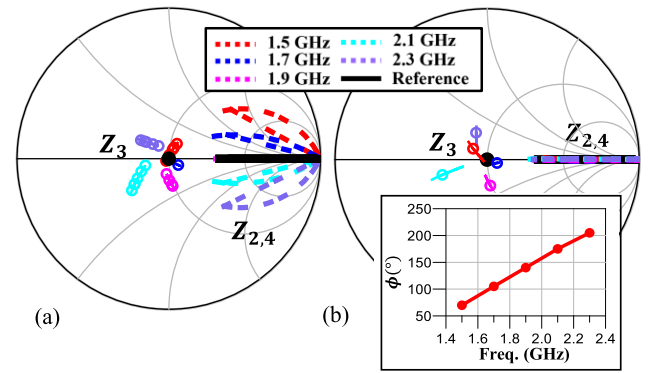 1.5 GHz 2.1 GHz
1.7 GHz 2.3 GHz
1.9 GHz Reference
Z3
Z2,4
(a)
Z3
Z2,4
(b)
250
200
150
100
50
ϕ(°)
1.4 1.6 1.8 2.0 2.2 2.4
Freq. (GHz)